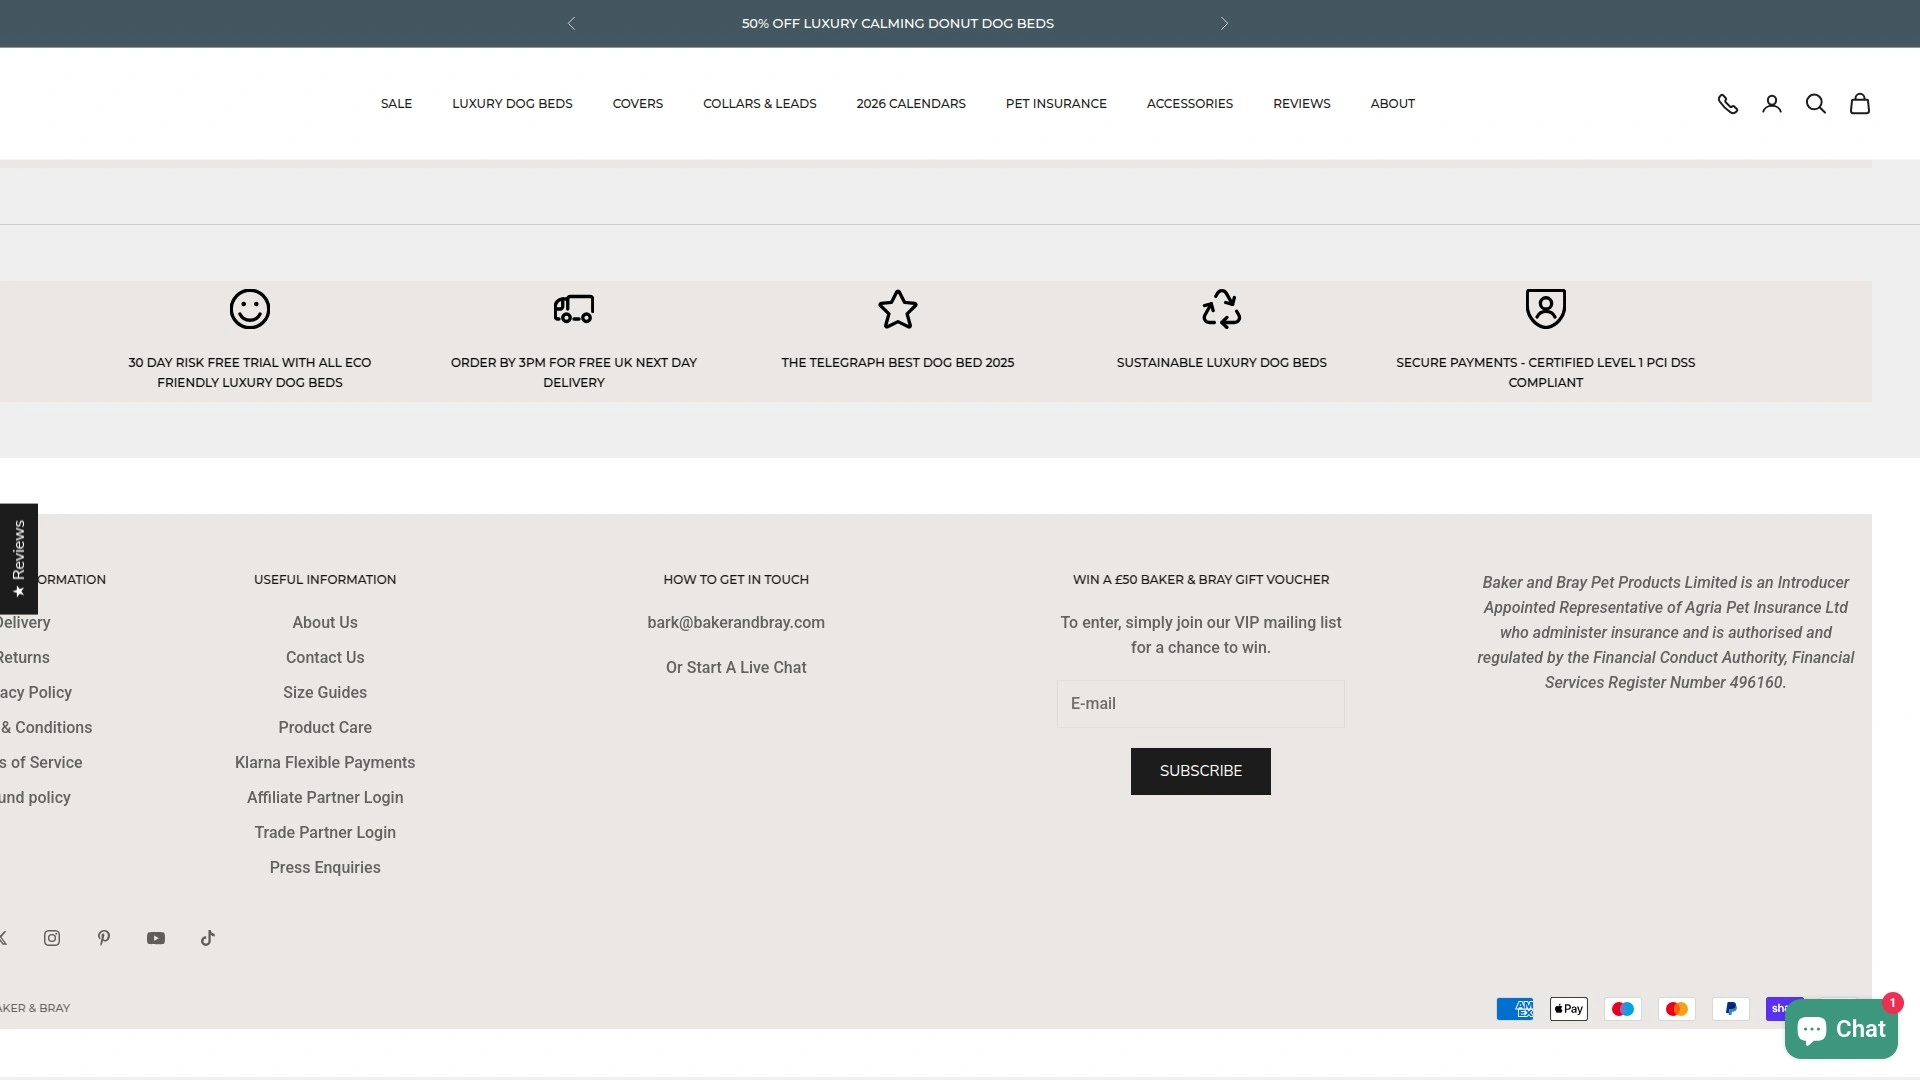 50% OFF LUXURY CALMING DONUT DOG BEDS
SALE
LUXURY DOG BEDS
COVERS
COLLARS & LEADS
2026 CALENDARS
PET INSURANCE
ACCESSORIES
REVIEWS
ABOUT
30 DAY RISK FREE TRIAL WITH ALL ECO
FRIENDLY LUXURY DOG BEDS
ORDER BY 3PM FOR FREE UK NEXT DAY
DELIVERY
THE TELEGRAPH BEST DOG BED 2025
SUSTAINABLE LUXURY DOG BEDS
SECURE PAYMENTS - CERTIFIED LEVEL 1 PCI DSS
COMPLIANT
★ Reviews
ORMATION
Delivery
Returns
acy Policy
& Conditions
s of Service
und policy
USEFUL INFORMATION
About Us
Contact Us
Size Guides
Product Care
Klarna Flexible Payments
Affiliate Partner Login
Trade Partner Login
Press Enquiries
HOW TO GET IN TOUCH
bark@bakerandbray.com
Or Start A Live Chat
WIN A £50 BAKER & BRAY GIFT VOUCHER
To enter, simply join our VIP mailing list
for a chance to win.
E-mail
SUBSCRIBE
Baker and Bray Pet Products Limited is an Introducer
Appointed Representative of Agria Pet Insurance Ltd
who administer insurance and is authorised and
regulated by the Financial Conduct Authority, Financial
Services Register Number 496160.
AKER & BRAY
AM
EX
Pay
sho
1
Chat